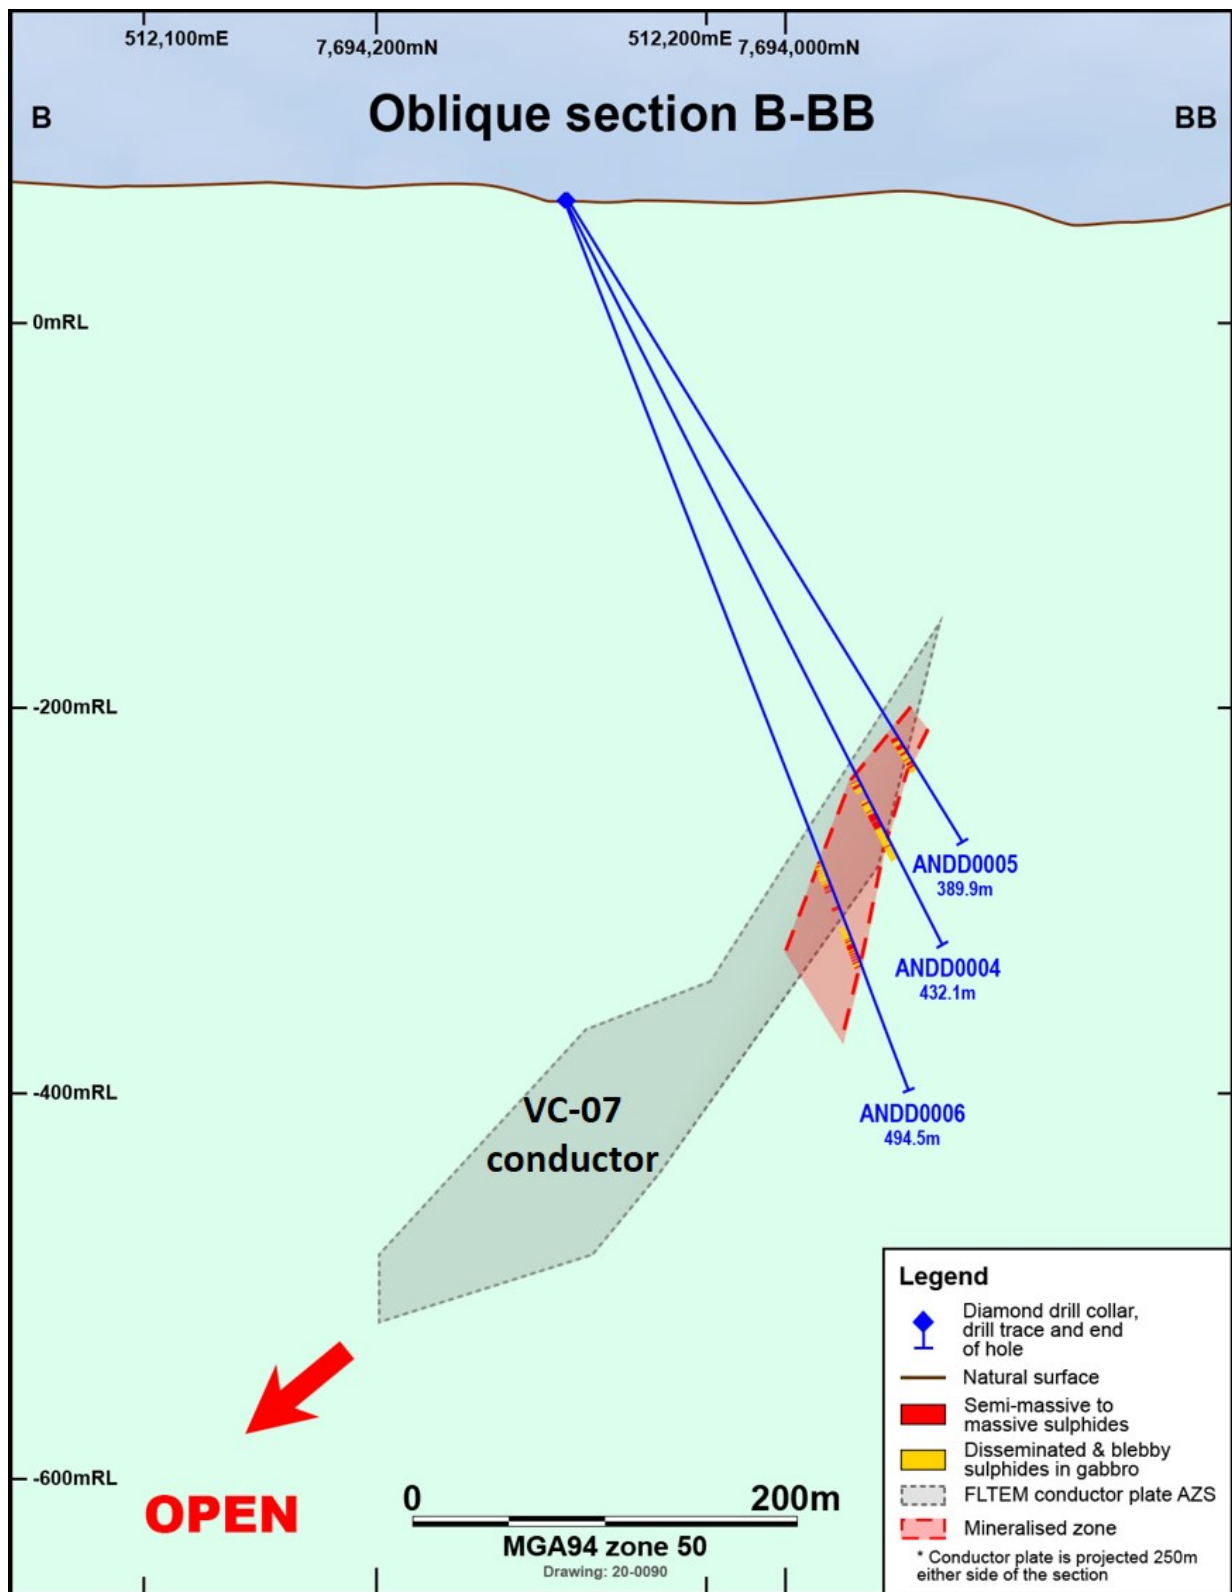 512,100mE
7,694,200mN
512,200mE
7,694,000mN
B
Oblique section B-BB
BB
0mRL
-200mRL
ANDD0005
389.9m
ANDD0004
432.1m
-400mRL
ANDD0006
494.5m
VC-07
conductor
-600mRL
OPEN
0
200m
MGA94 zone 50
Drawing: 20-0090
Legend
Diamond drill collar,
drill trace and end
of hole
Natural surface
Semi-massive to
massive sulphides
Disseminated & blebby
sulphides in gabbro
FLTEM conductor plate AZS
Mineralised zone
* Conductor plate is projected 250m
either side of the section